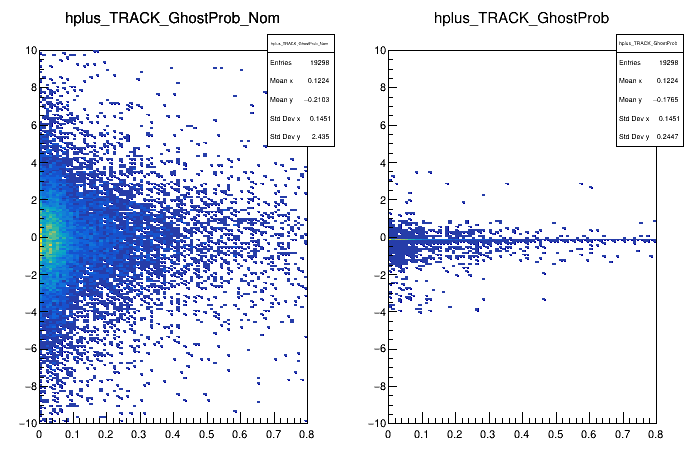 hplus_TRACK_GhostProb_Nom
hplus_TRACK_GhostProb_Nom
Entries 19298
Mean x 0.1224
Mean y −0.2103
Std Dev x 0.1451
Std Dev y 2.435
10
8
6
4
2
0
−2
−4
−6
−8
−10
0 0.1 0.2 0.3 0.4 0.5 0.6 0.7 0.8
hplus_TRACK_GhostProb
hplus_TRACK_GhostProb
Entries 19298
Mean x 0.1224
Mean y −0.1765
Std Dev x 0.1451
Std Dev y 0.2447
10
8
6
4
2
0
−2
−4
−6
−8
−10
0 0.1 0.2 0.3 0.4 0.5 0.6 0.7 0.8